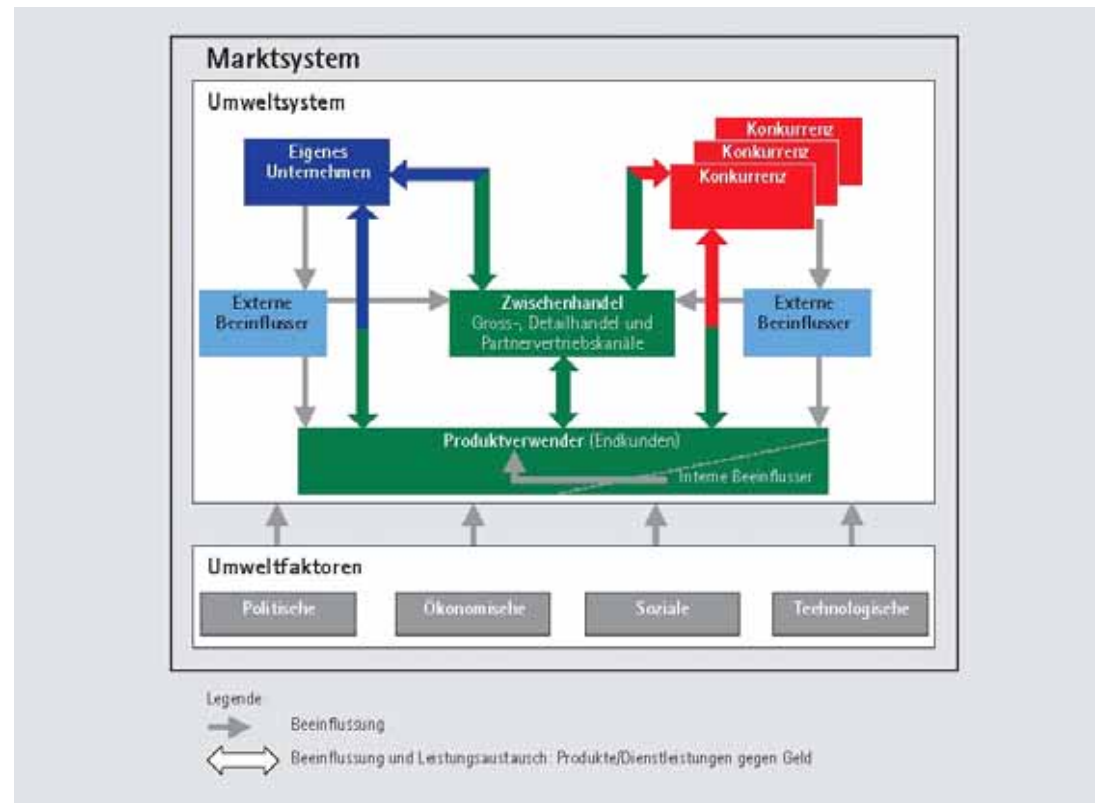 Marktsystem
Umweltsystem
Eigenes
Unternehmen
Konkurrenz
Konkurrenz
Konkurrenz
Externe
Beeinflusser
Zwischenhandel
Gross-, Detailhandel und
Partnervertriebskanäle
Externe
Beeinflusser
Produktverwender (Endkunden)
Interne Beeinflusser
Umweltfaktoren
Politische
Ökonomische
Soziale
Technologische
Legende
Beeinflussung
Beeinflussung und Leistungsaustausch: Produkte/Dienstleistungen gegen Geld